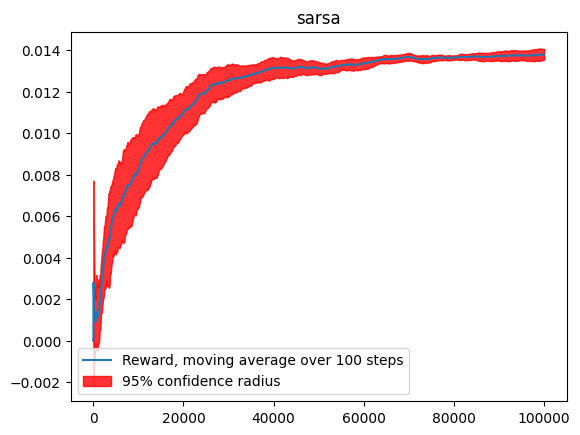 sarsa
0.014
0.012
0.010
0.008
0.006
0.004
0.002
0.000
−0.002
Reward, moving average over 100 steps
95% confidence radius
0 20000 40000 60000 80000 100000